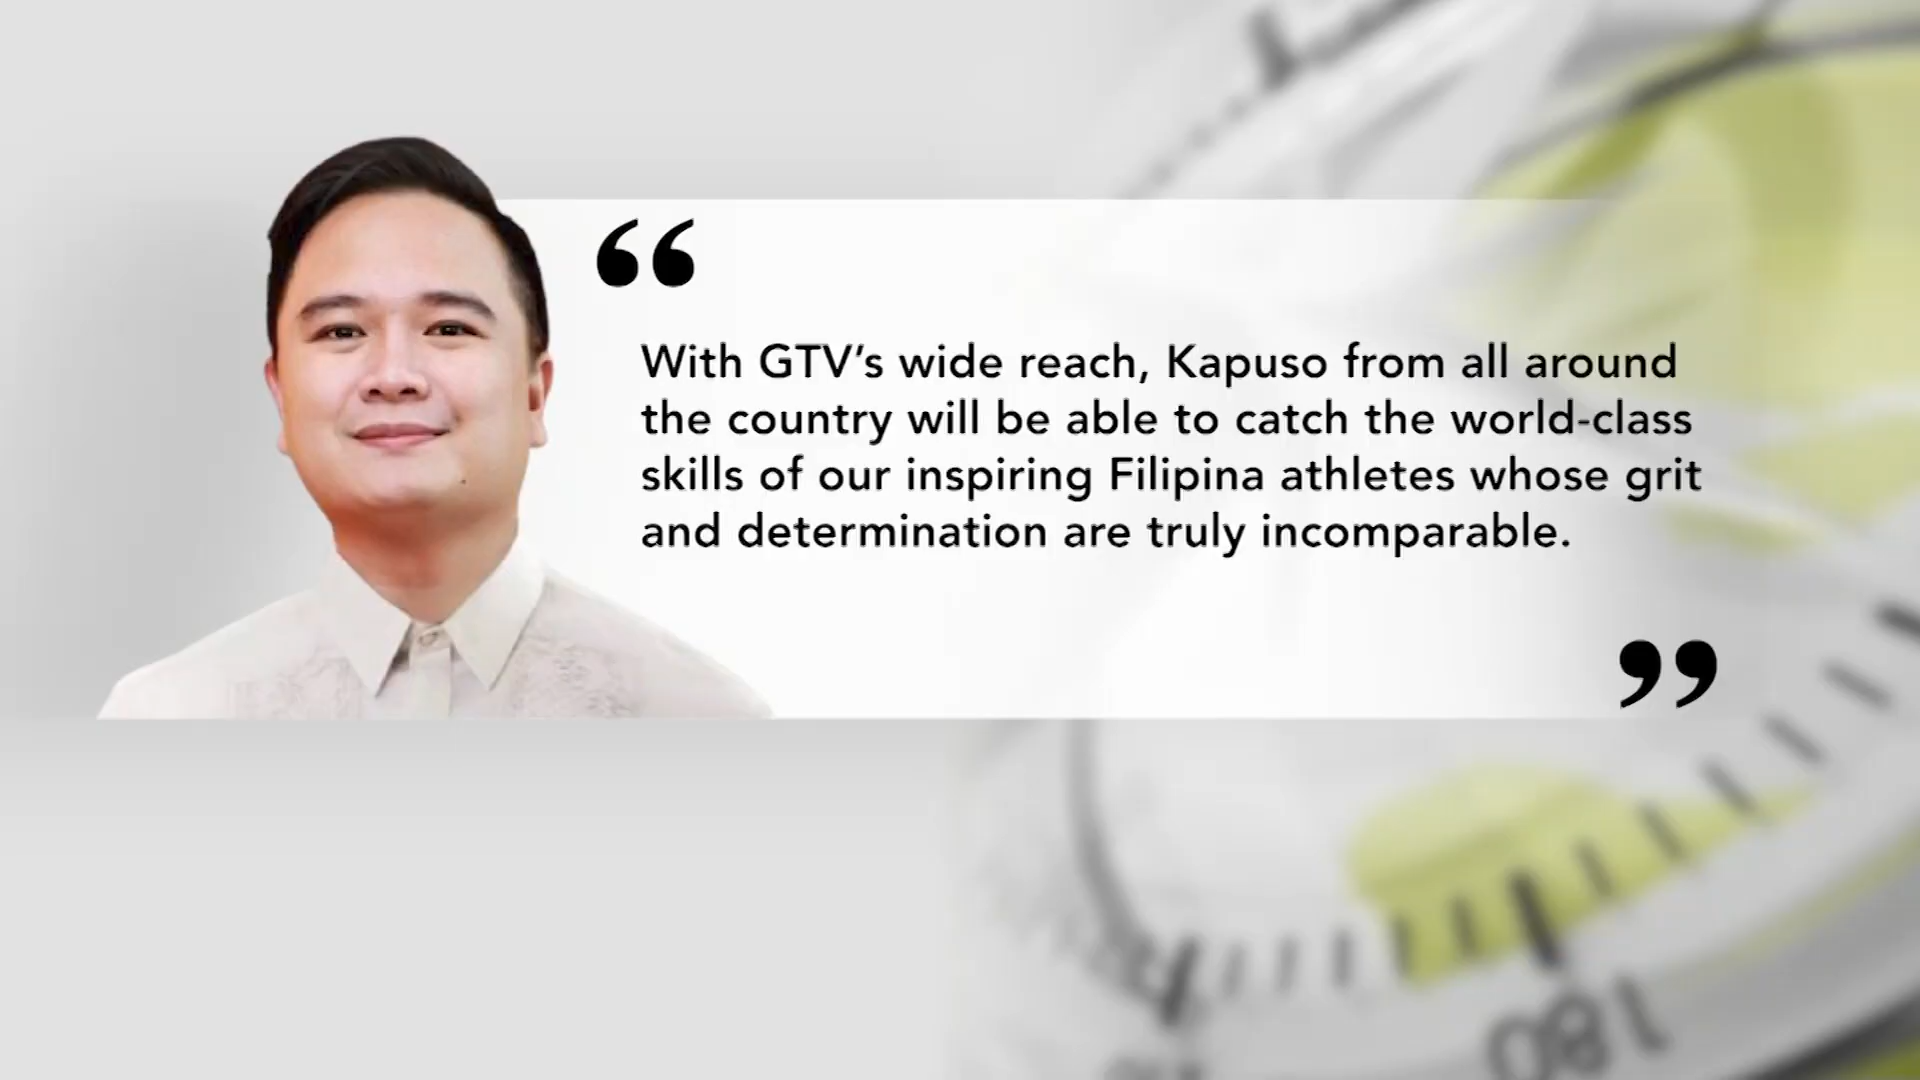 “
With GTV’s wide reach, Kapuso from all around
the country will be able to catch the world-class
skills of our inspiring Filipina athletes whose grit
and determination are truly incomparable.
”
180